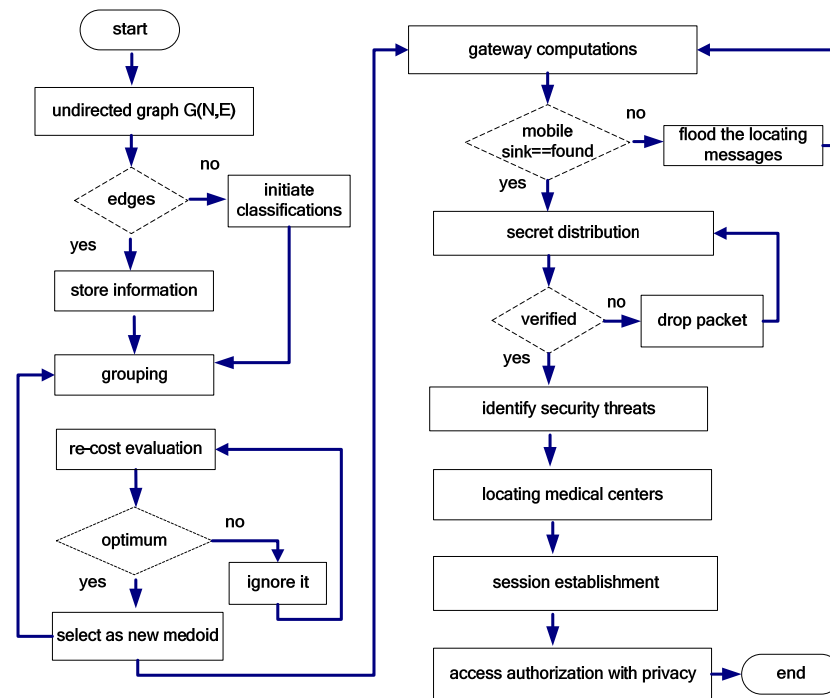 start
undirected graph G(N,E)
edges
no
initiate
classifications
yes
store information
grouping
re-cost evaluation
optimum
no
ignore it
yes
select as new medoid
gateway computations
mobile
sink==found
no
flood the locating
messages
yes
secret distribution
verified
no
drop packet
yes
identify security threats
locating medical centers
session establishment
access authorization with privacy
end